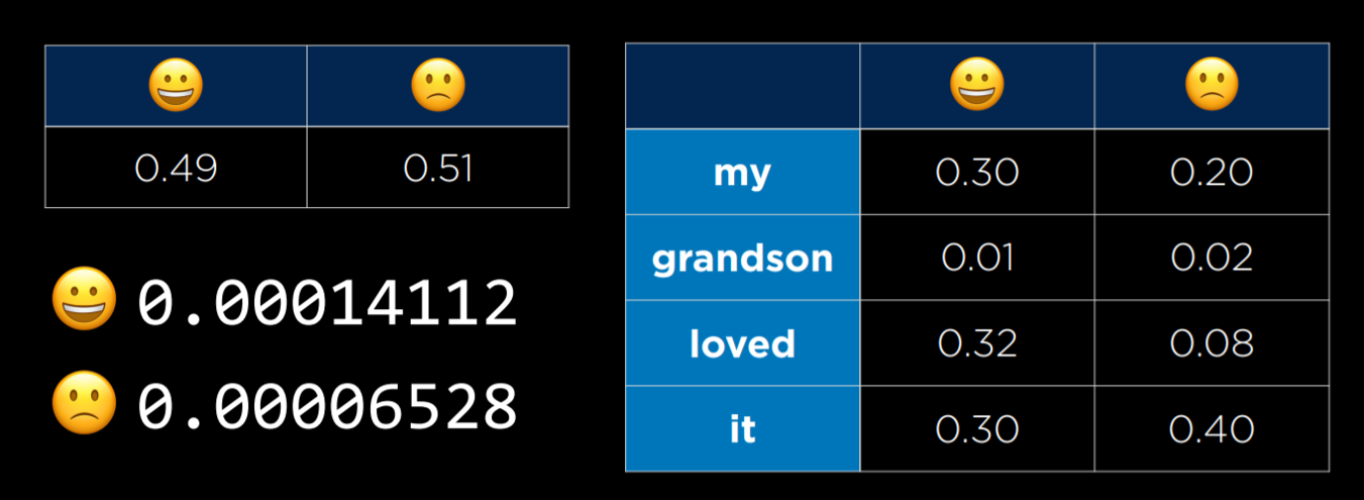 😀 🙁
0.49 0.51
😀 0.00014112
🙁 0.00006528
😀 🙁
my 0.30 0.20
grandson 0.01 0.02
loved 0.32 0.08
it 0.30 0.40